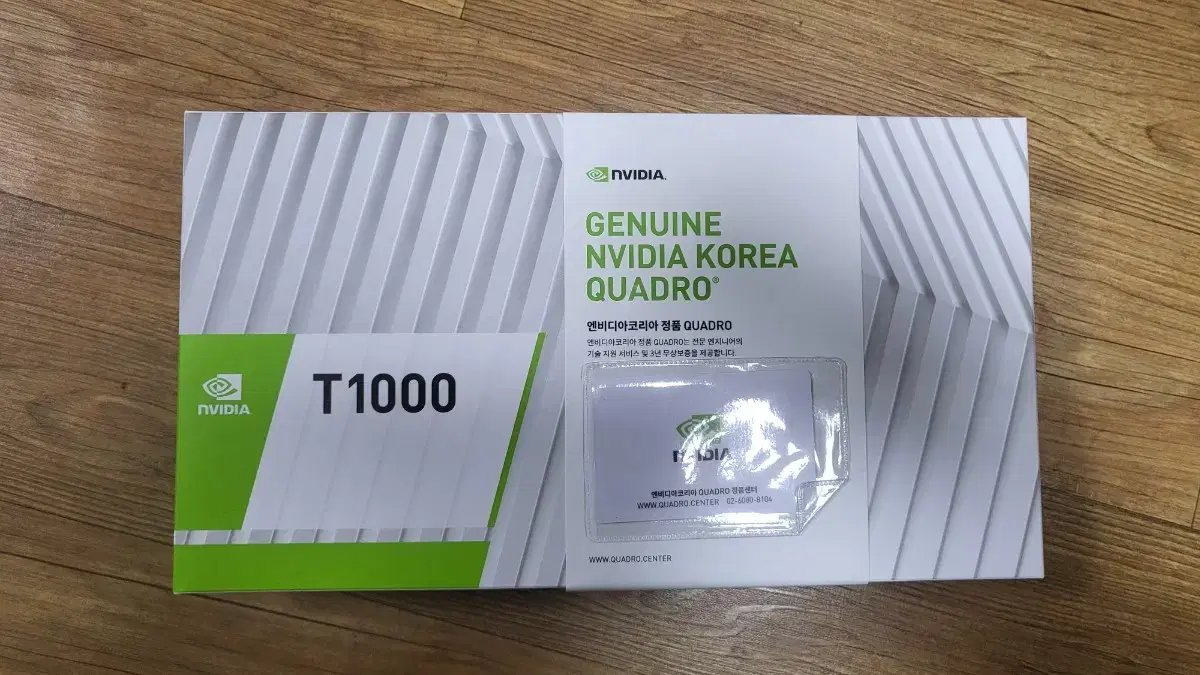 NVIDIA
T1000
NVIDIA.
GENUINE
NVIDIA KOREA
QUADRO®
엔비디아코리아 정품 QUADRO
엔비디아코리아 정품 QUADRO는 전문 엔지니어의
기술 지원 서비스 및 3년 무상보증을 제공합니다.
NVIDIA
엔비디아코리아 QUADRO 정품센터
WWW.QUADRO.CENTER 02-6080-8104
WWW.QUADRO.CENTER